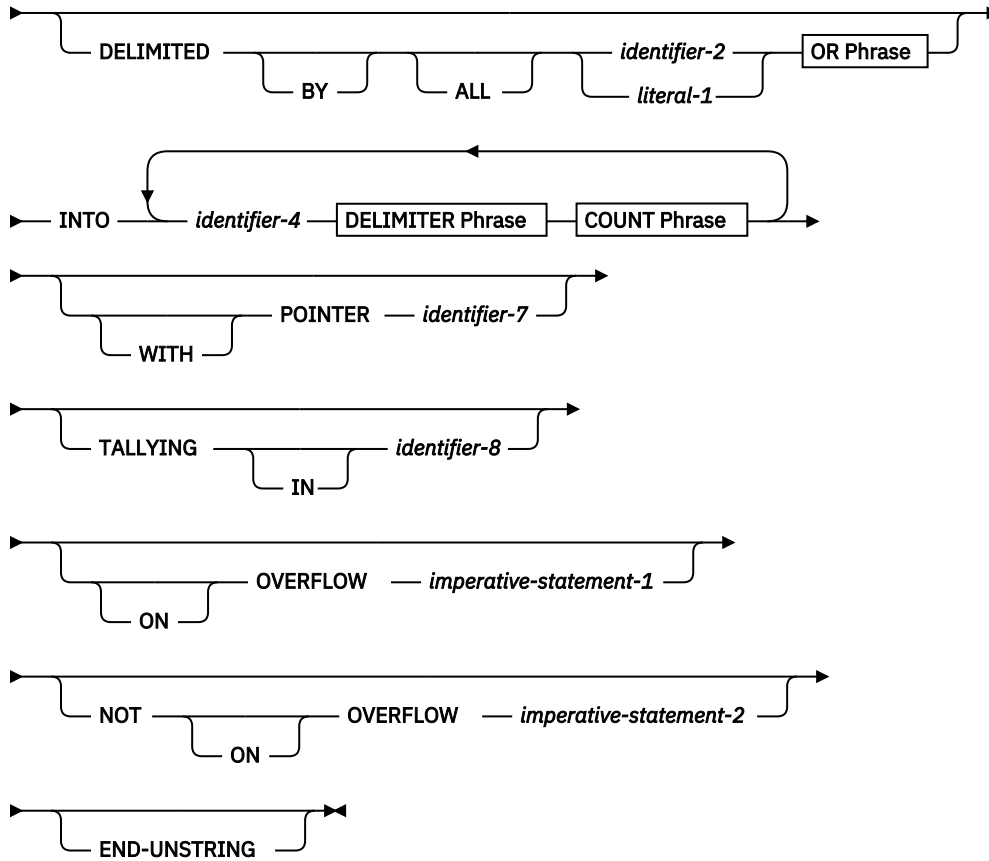 DELIMITED identifier-2 OR Phrase
BY ALL literal-1
INTO identifier-4 DELIMITER Phrase COUNT Phrase
POINTER identifier-7
WITH
TALLYING identifier-8
IN
OVERFLOW imperative-statement-1
ON
NOT OVERFLOW imperative-statement-2
ON
END-UNSTRING